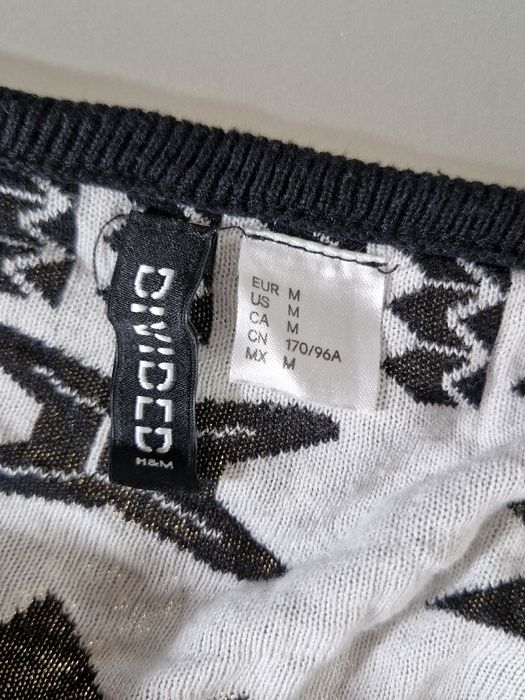 DIVIDED
H&M
EUR M
US M
CA M
CN 170/96A
MX M